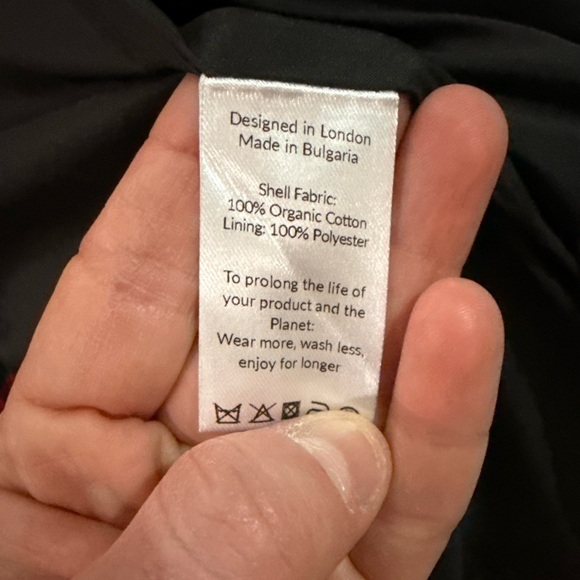 Designed in London
Made in Bulgaria
Shell Fabric:
100% Organic Cotton
Lining: 100% Polyester
To prolong the life of
your product and the
Planet:
Wear more, wash less,
enjoy for longer